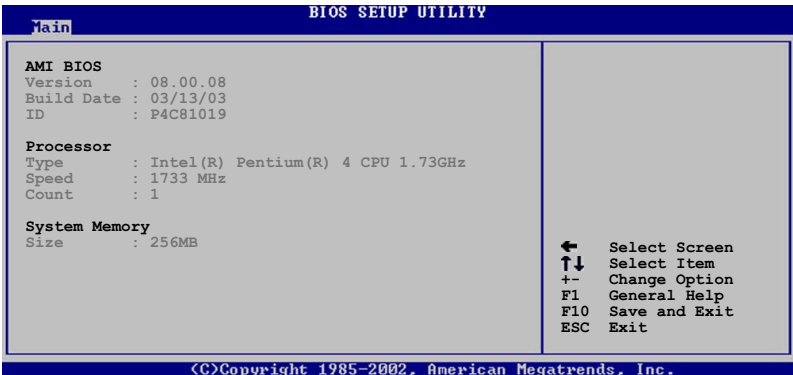 BIOS SETUP UTILITY
Main
AMI BIOS
Version : 08.00.08
Build Date : 03/13/03
ID : P4C81019
Processor
Type : Intel(R) Pentium(R) 4 CPU 1.73GHz
Speed : 1733 MHz
Count : 1
System Memory
Size : 256MB
← Select Screen
↑↓ Select Item
+- Change Option
F1 General Help
F10 Save and Exit
ESC Exit
(C)Copyright 1985-2002, American Megatrends, Inc.